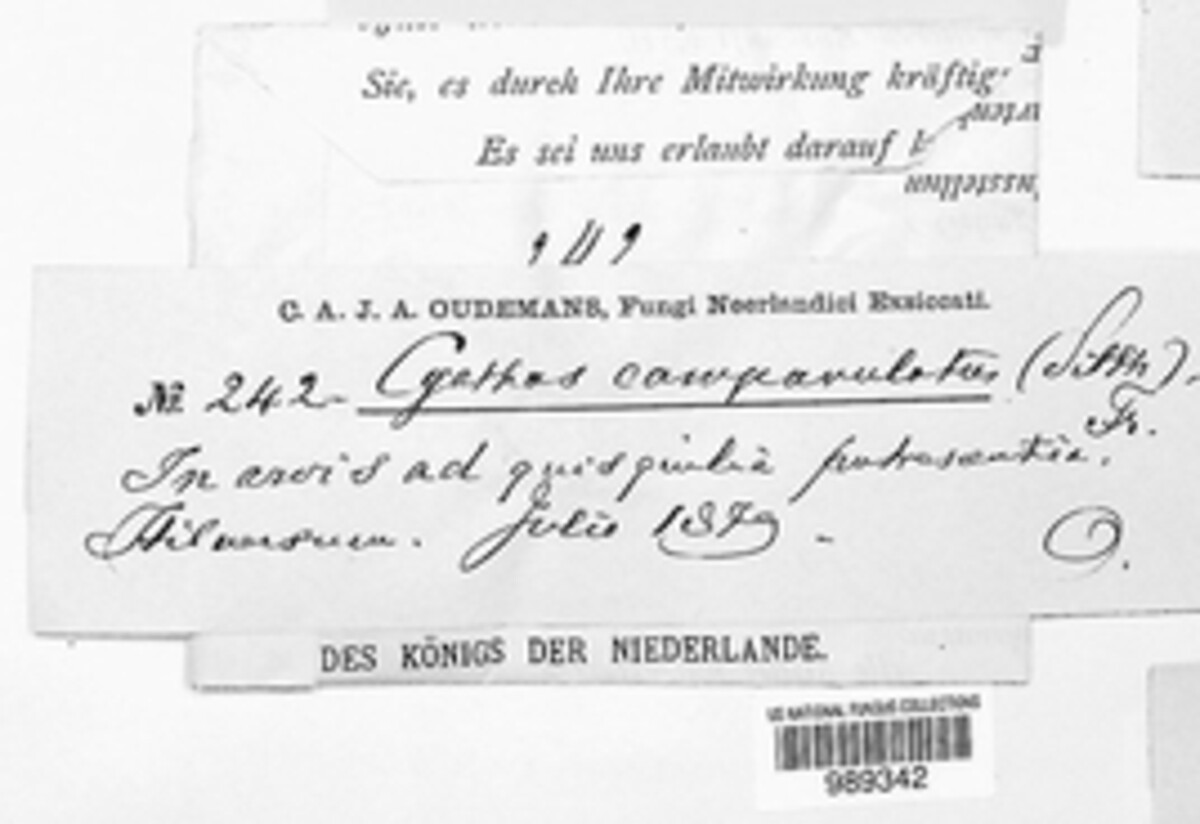 Sie, es durch Ihre Mitwirkung kräftig
Es sei uns erlaubt darauf
C. A. J. A. OUDEMANS, Fungi Neerlandici Exsiccati.
№ 242. Cyathus campanulatus (Sibth). Fr.
In arvis ad quisquilia putrescentia.
Hilversum. Julio 1879.
O.
DES KÖNIGS DER NIEDERLANDE.
US NATIONAL FUNGUS COLLECTIONS
989342